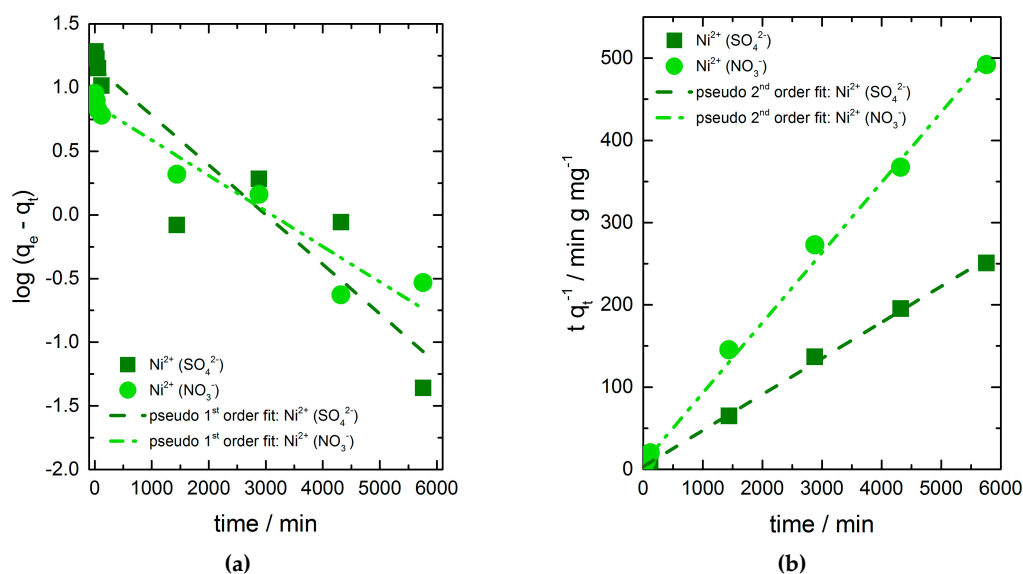 1.5
1.0
0.5
0.0
-0.5
-1.0
-1.5
-2.0
log (qₑ - qₜ)
Ni²⁺ (SO₄²⁻)
Ni²⁺ (NO₃⁻)
pseudo 1ˢᵗ order fit: Ni²⁺ (SO₄²⁻)
pseudo 1ˢᵗ order fit: Ni²⁺ (NO₃⁻)
0 1000 2000 3000 4000 5000 6000
time / min
(a)
500
400
300
200
100
0
t qₜ⁻¹ / min g mg⁻¹
Ni²⁺ (SO₄²⁻)
Ni²⁺ (NO₃⁻)
pseudo 2ⁿᵈ order fit: Ni²⁺ (SO₄²⁻)
pseudo 2ⁿᵈ order fit: Ni²⁺ (NO₃⁻)
0 1000 2000 3000 4000 5000 6000
time / min
(b)